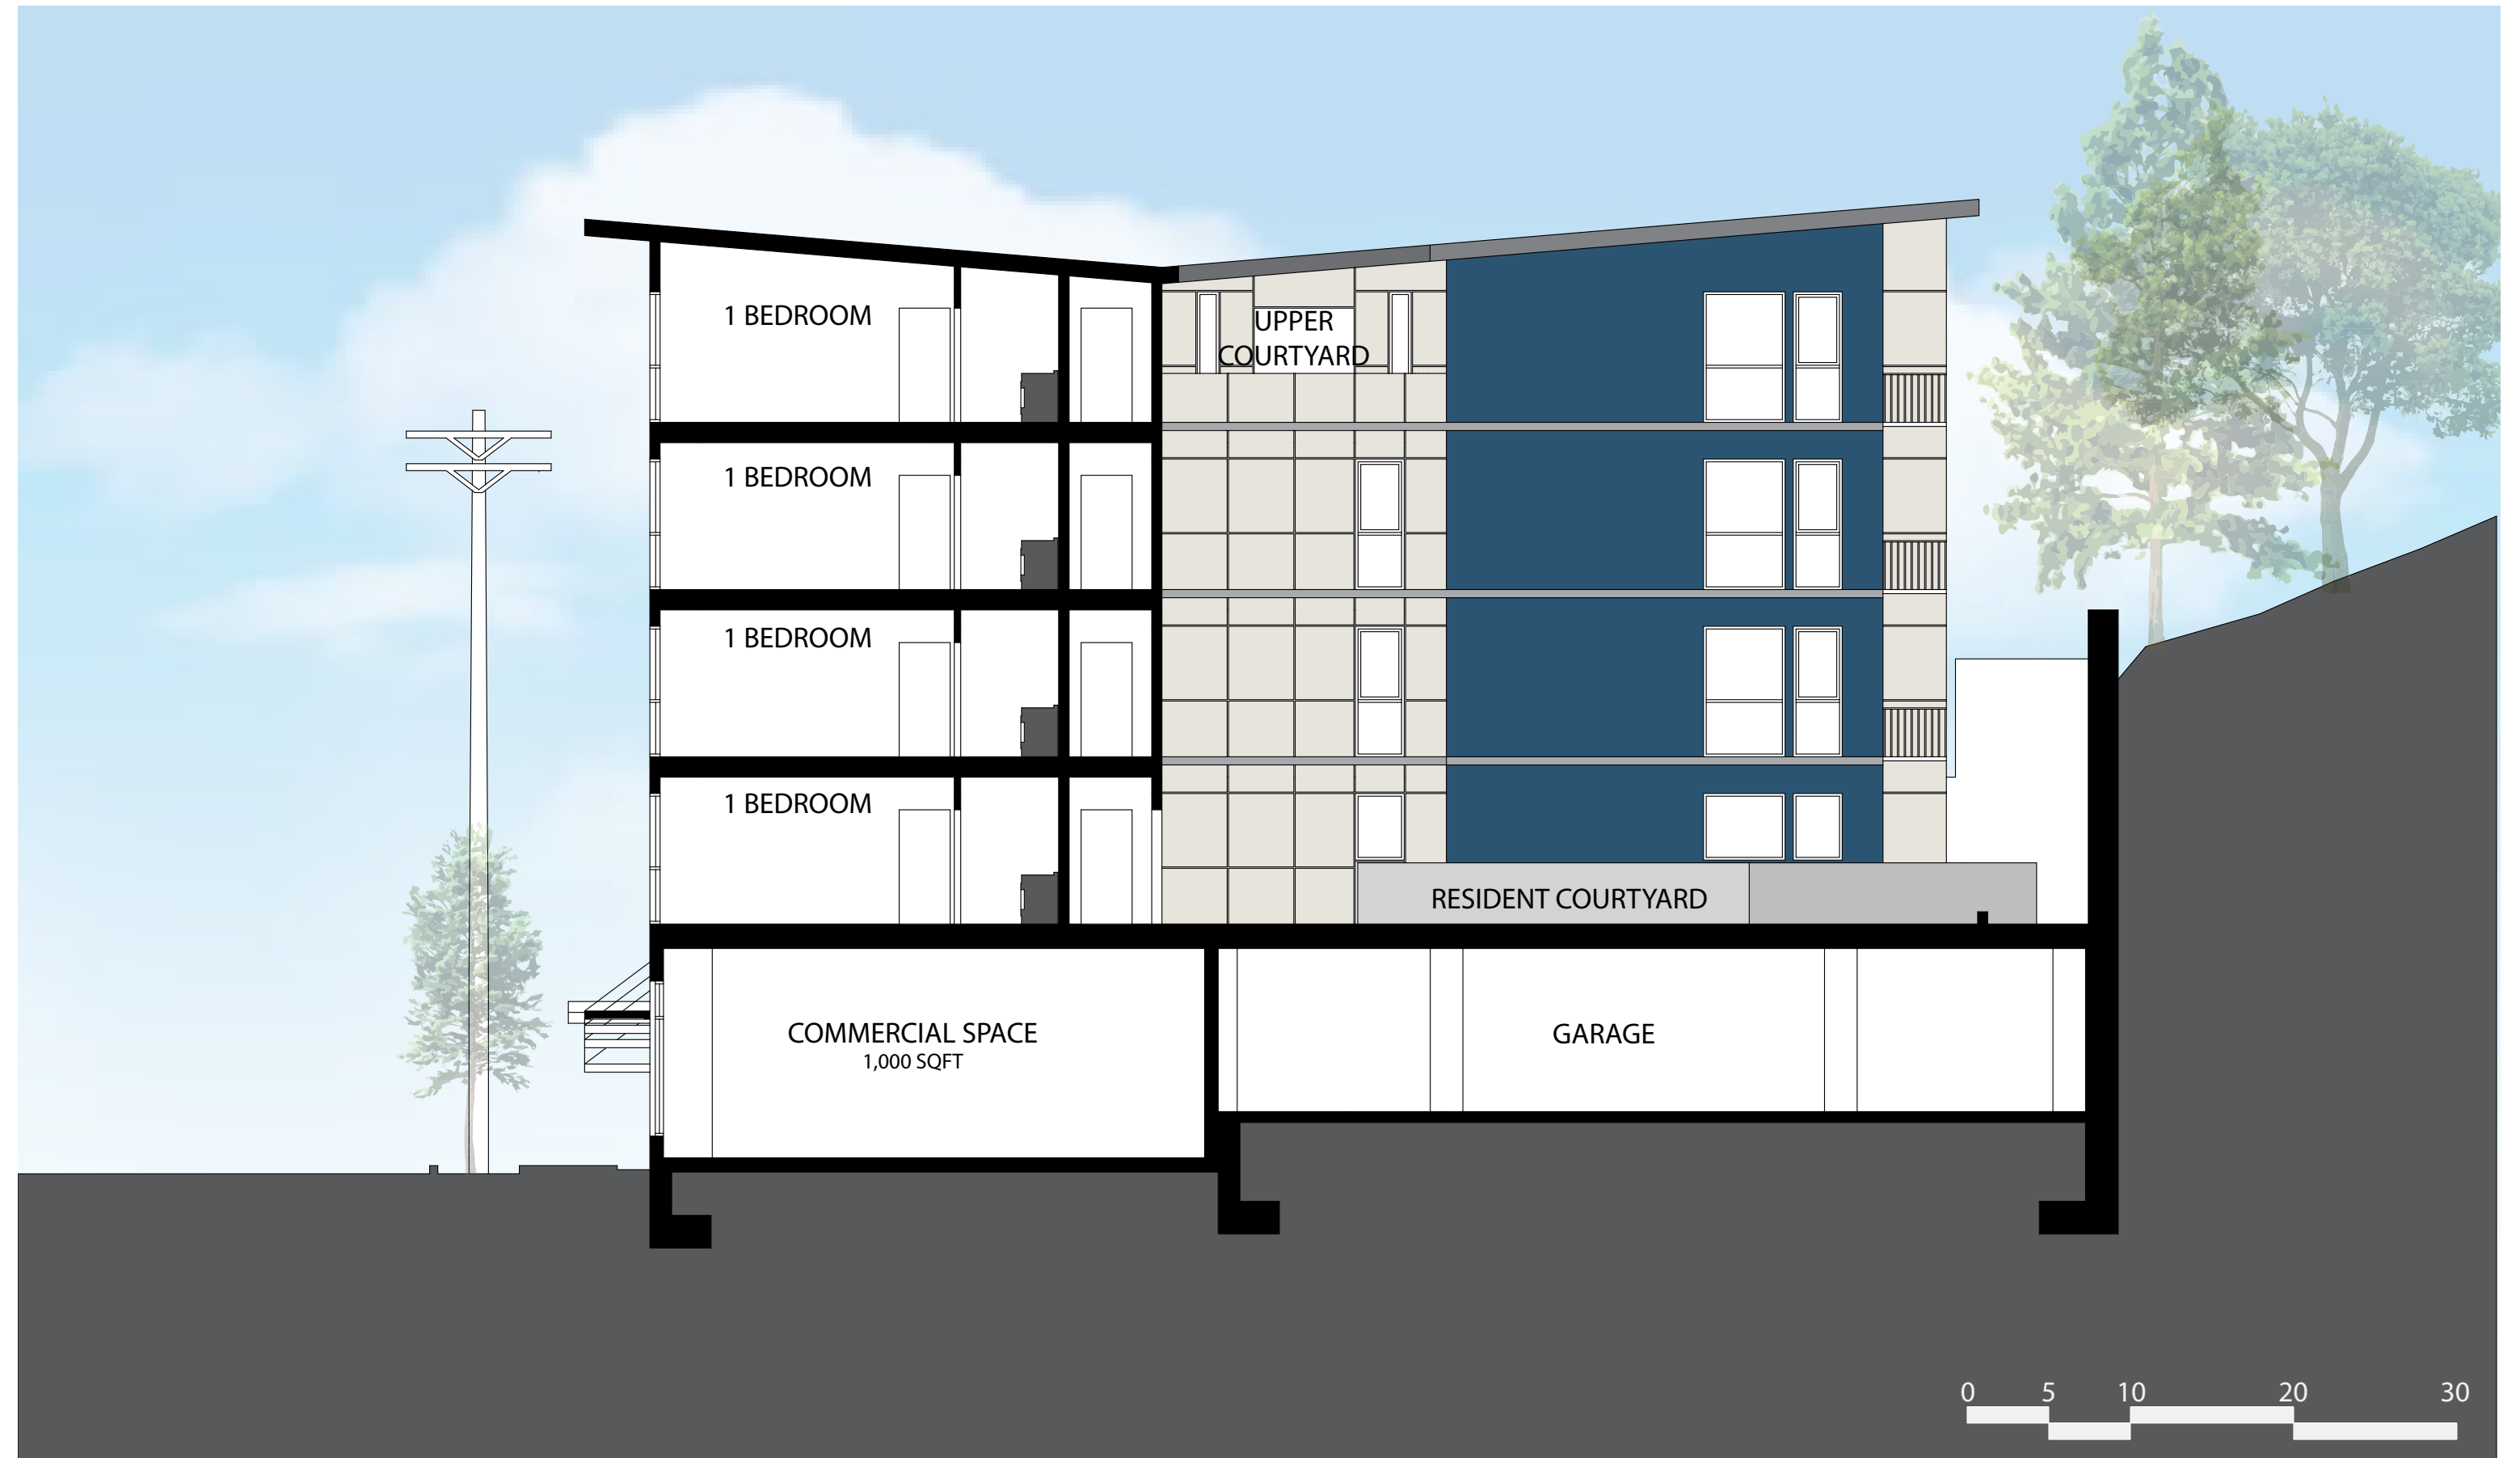 1 BEDROOM
UPPER
COURTYARD
1 BEDROOM
1 BEDROOM
1 BEDROOM
RESIDENT COURTYARD
COMMERCIAL SPACE
1,000 SQFT
GARAGE
0 5 10 20 30